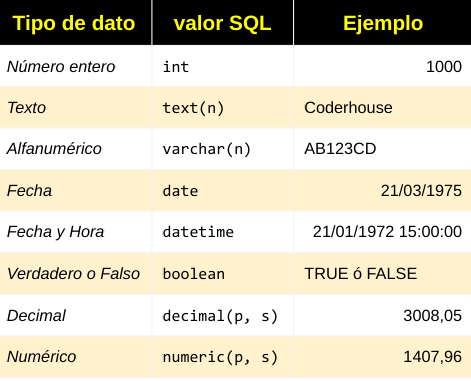 Tipo de dato valor SQL Ejemplo
Número entero int 1000
Texto text(n) Coderhouse
Alfanumérico varchar(n) AB123CD
Fecha date 21/03/1975
Fecha y Hora datetime 21/01/1972 15:00:00
Verdadero o Falso boolean TRUE ó FALSE
Decimal decimal(p, s) 3008,05
Numérico numeric(p, s) 1407,96